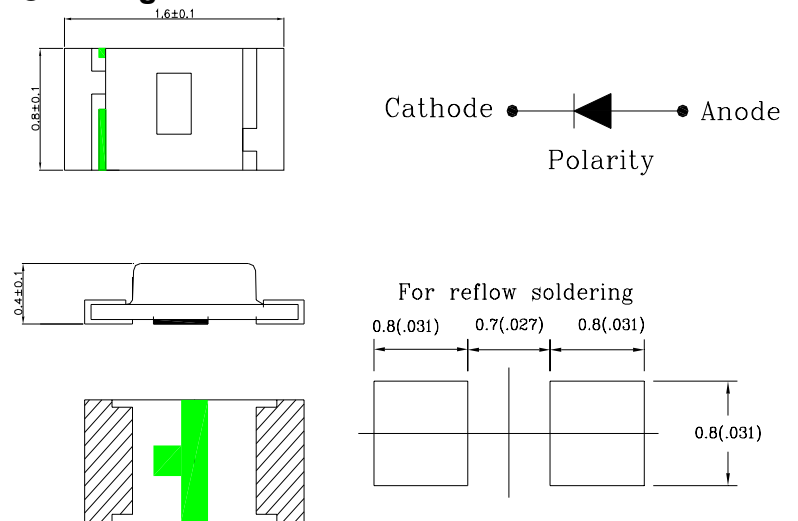 1.6±0.1
0.8±0.1
Cathode
Anode
Polarity
0.4±0.1
For reflow soldering
0.8(.031) 0.7(.027) 0.8(.031)
0.8(.031)